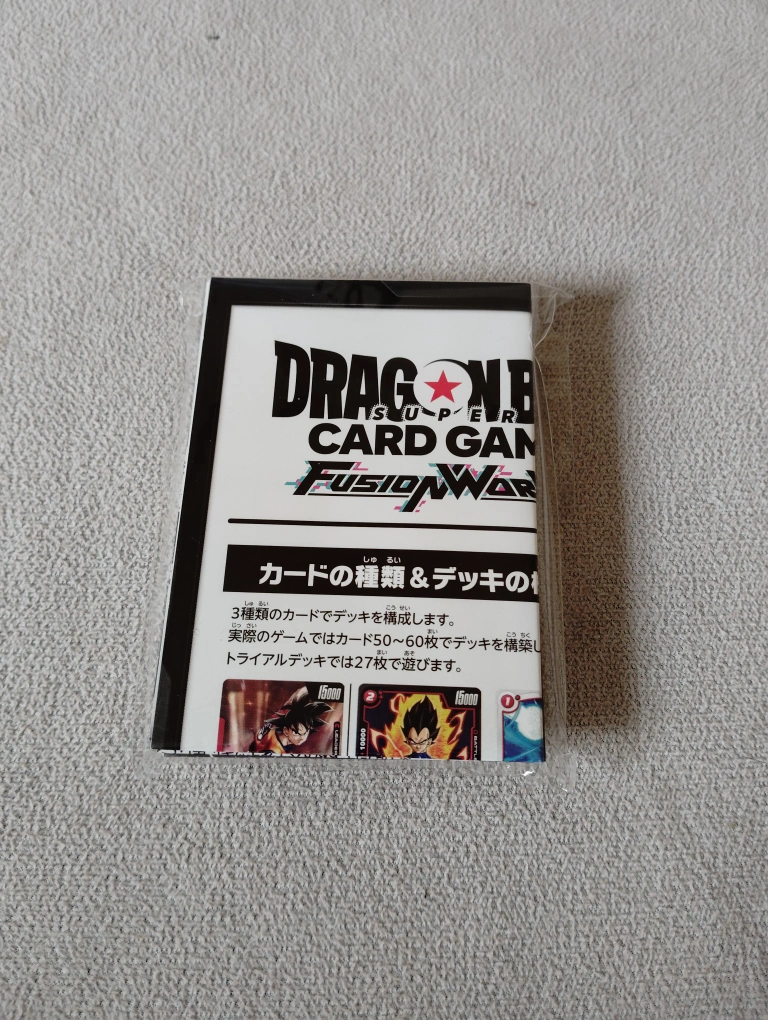 DRAGON B
SUPER
CARD GAM
FUSION WOR
カードの種類&デッキの
3種類のカードでデッキを構成します。
実際のゲームではカード50～60枚でデッキを構築し
トライアルデッキでは27枚で遊びます。
15000
2
15000
10000
1